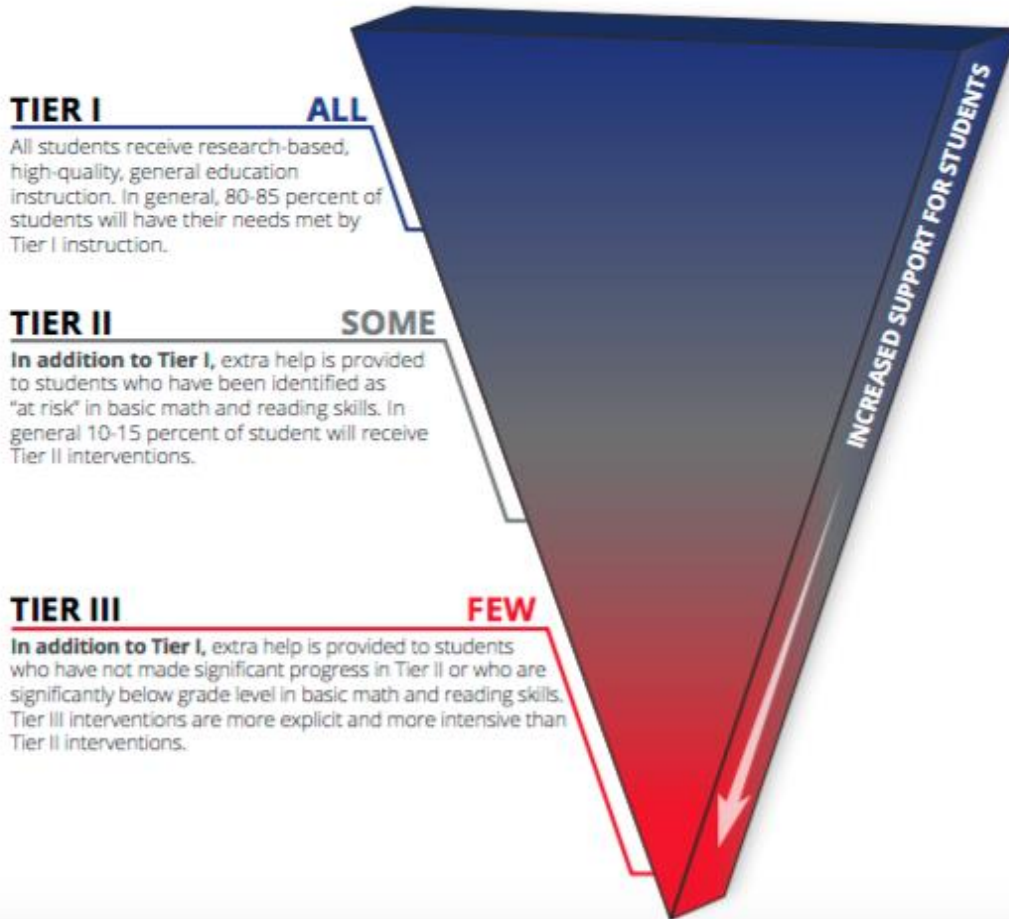 TIER I ALL
All students receive research-based,
high-quality, general education
instruction. In general, 80-85 percent of
students will have their needs met by
Tier I instruction.
TIER II SOME
In addition to Tier I, extra help is provided
to students who have been identified as
“at risk” in basic math and reading skills. In
general 10-15 percent of student will receive
Tier II interventions.
TIER III FEW
In addition to Tier I, extra help is provided to students
who have not made significant progress in Tier II or who are
significantly below grade level in basic math and reading skills.
Tier III interventions are more explicit and more intensive than
Tier II interventions.
INCREASED SUPPORT FOR STUDENTS